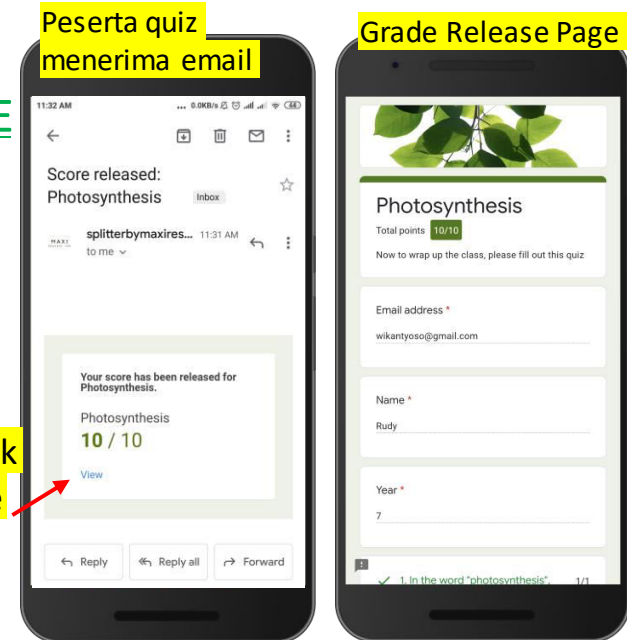 Peserta quiz
menerima email
11:32 AM
... 0.0KB/s
44
Score released:
Photosynthesis Inbox
MAXI
splitterbymaxires... 11:31 AM
to me
Your score has been released for
Photosynthesis.
Photosynthesis
10 / 10
View
Reply
Reply all
Forward
Grade Release Page
Photosynthesis
Total points 10/10
Now to wrap up the class, please fill out this quiz
Email address *
wikantyoso@gmail.com
Name *
Rudy
Year *
7
1. In the word "photosynthesis", 1/1